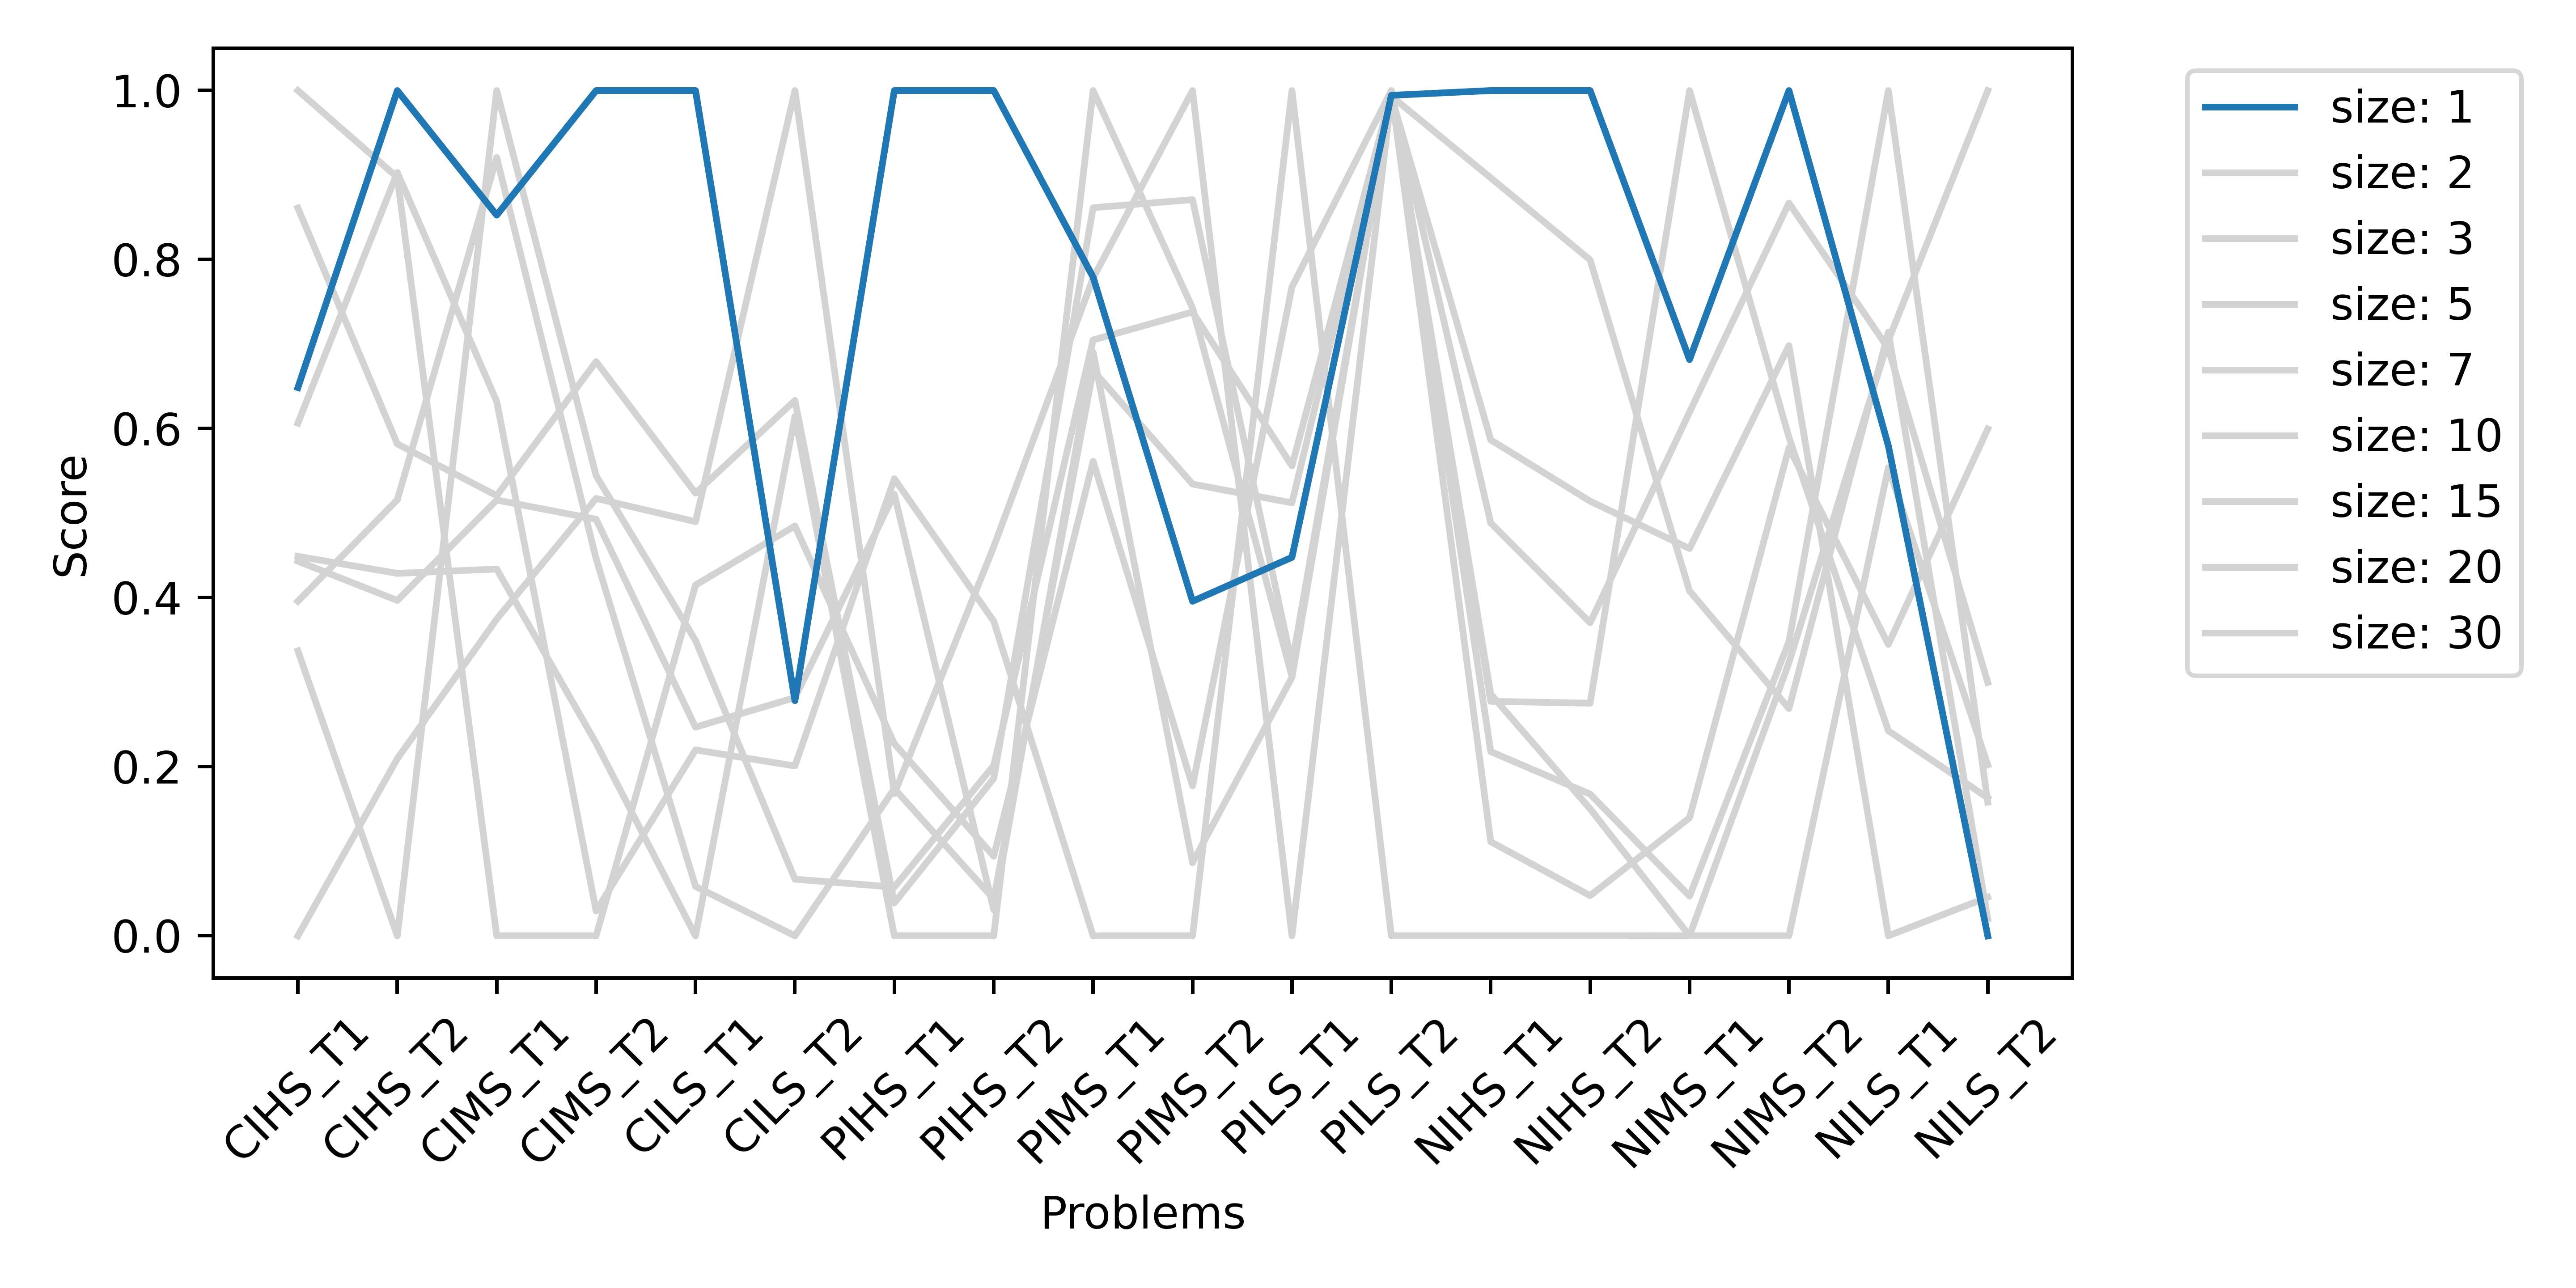 1.0
0.8
0.6
0.4
0.2
0.0
Score
CIHS_T1
CIHS_T2
CIMS_T1
CIMS_T2
CILS_T1
CILS_T2
PIHS_T1
PIHS_T2
PIMS_T1
PIMS_T2
PILS_T1
PILS_T2
NIHS_T1
NIHS_T2
NIMS_T1
NIMS_T2
NILS_T1
NILS_T2
Problems
size: 1
size: 2
size: 3
size: 5
size: 7
size: 10
size: 15
size: 20
size: 30